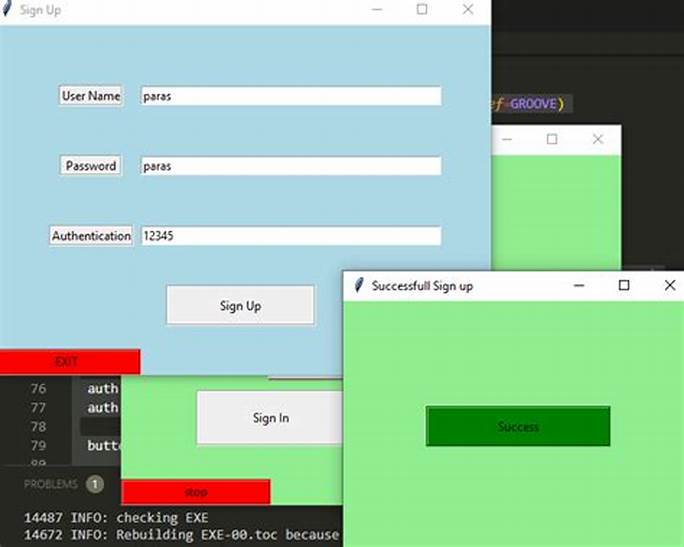 Sign Up
ef=GROOVE)
User Name
paras
Password
paras
Authentication
12345
Successfull Sign up
Sign Up
EXIT
76 auth
77 auth
78
79 butto
80
Sign In
Success
stop
PROBLEMS 1
14487 INFO: checking EXE
14672 INFO: Rebuilding EXE-00.toc because